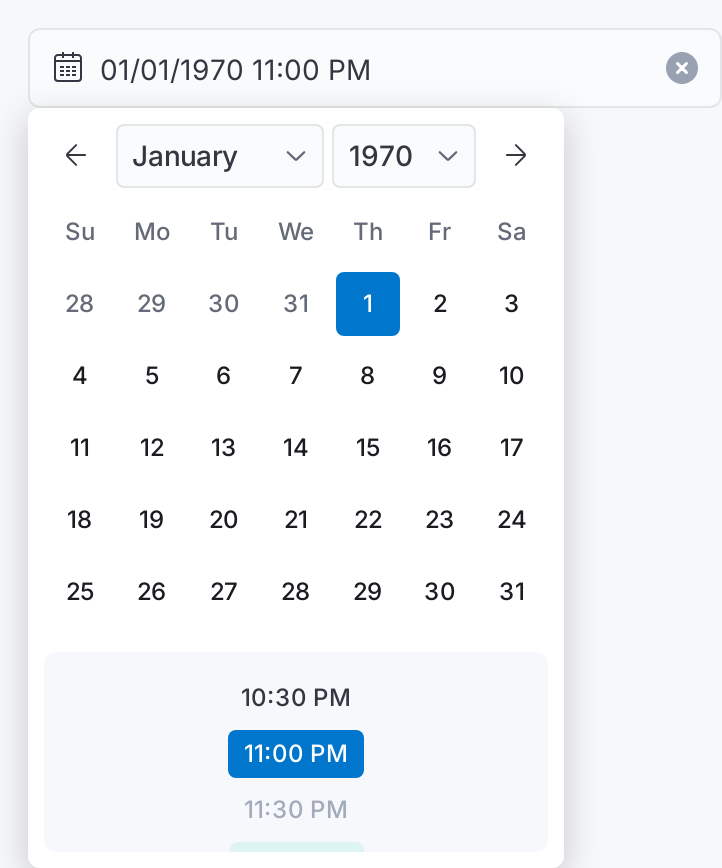 01/01/1970 11:00 PM
January 1970
Su Mo Tu We Th Fr Sa
28 29 30 31 1 2 3
4 5 6 7 8 9 10
11 12 13 14 15 16 17
18 19 20 21 22 23 24
25 26 27 28 29 30 31
10:30 PM
11:00 PM
11:30 PM